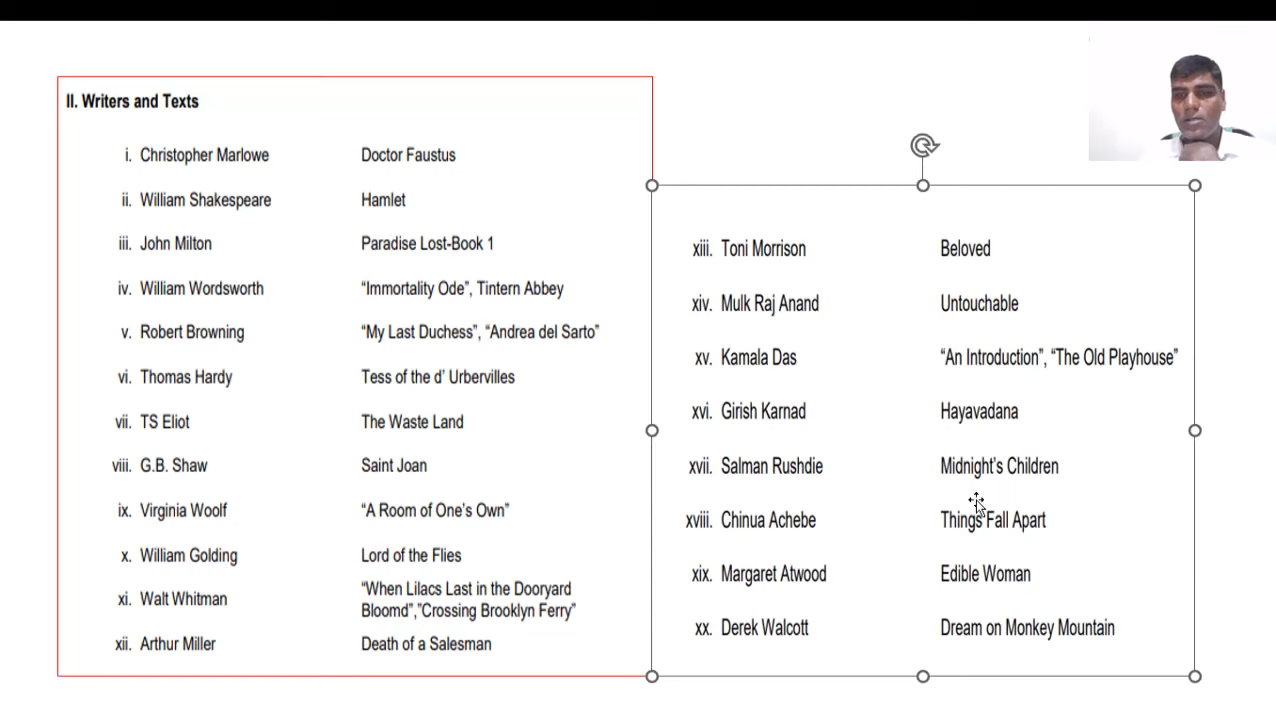 II. Writers and Texts
i. Christopher Marlowe Doctor Faustus
ii. William Shakespeare Hamlet
iii. John Milton Paradise Lost-Book 1
iv. William Wordsworth “Immortality Ode”, Tintern Abbey
v. Robert Browning “My Last Duchess”, “Andrea del Sarto”
vi. Thomas Hardy Tess of the d’ Urbervilles
vii. TS Eliot The Waste Land
viii. G.B. Shaw Saint Joan
ix. Virginia Woolf “A Room of One’s Own”
x. William Golding Lord of the Flies
xi. Walt Whitman “When Lilacs Last in the Dooryard
Bloomd”,”Crossing Brooklyn Ferry”
xii. Arthur Miller Death of a Salesman
xiii. Toni Morrison Beloved
xiv. Mulk Raj Anand Untouchable
xv. Kamala Das “An Introduction”, “The Old Playhouse”
xvi. Girish Karnad Hayavadana
xvii. Salman Rushdie Midnight’s Children
xviii. Chinua Achebe Things Fall Apart
xix. Margaret Atwood Edible Woman
xx. Derek Walcott Dream on Monkey Mountain